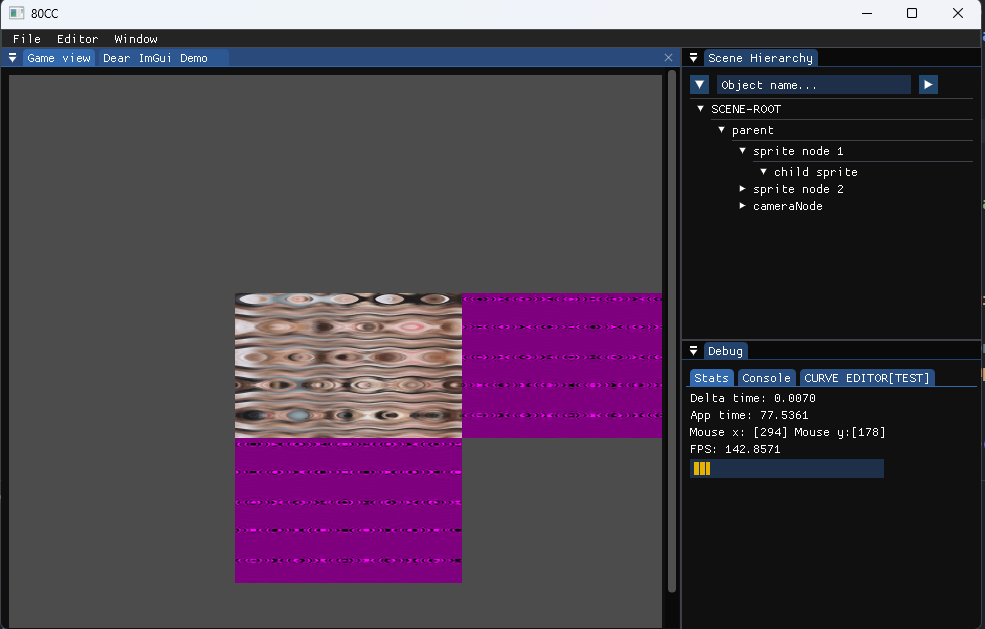 80CC
File Editor Window
Game view Dear ImGui Demo
Scene Hierarchy
Object name...
SCENE-ROOT
parent
sprite node 1
child sprite
sprite node 2
cameraNode
Debug
Stats Console CURVE EDITOR[TEST]
Delta time: 0.0070
App time: 77.5361
Mouse x: [294] Mouse y:[178]
FPS: 142.8571